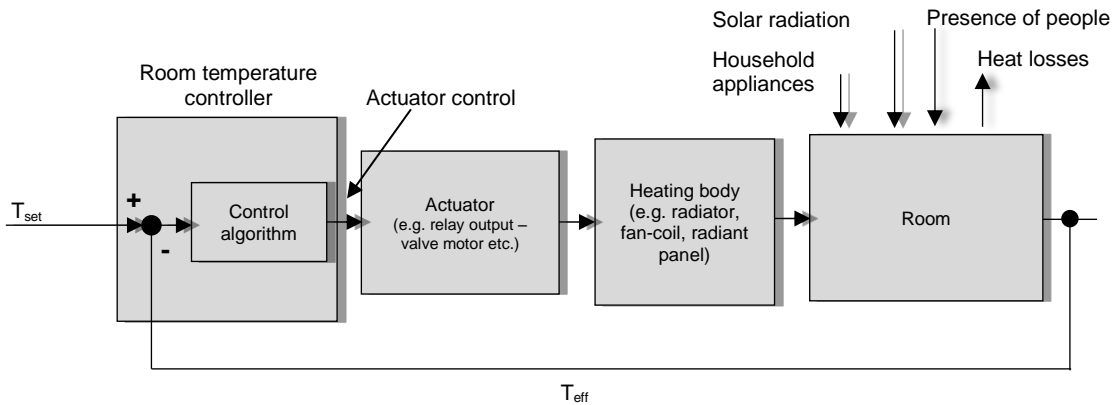 Solar radiation
Presence of people
Household
appliances
Heat losses
Room temperature
controller
Actuator control
T_set
+
-
Control
algorithm
Actuator
(e.g. relay output –
valve motor etc.)
Heating body
(e.g. radiator,
fan-coil, radiant
panel)
Room
T_eff